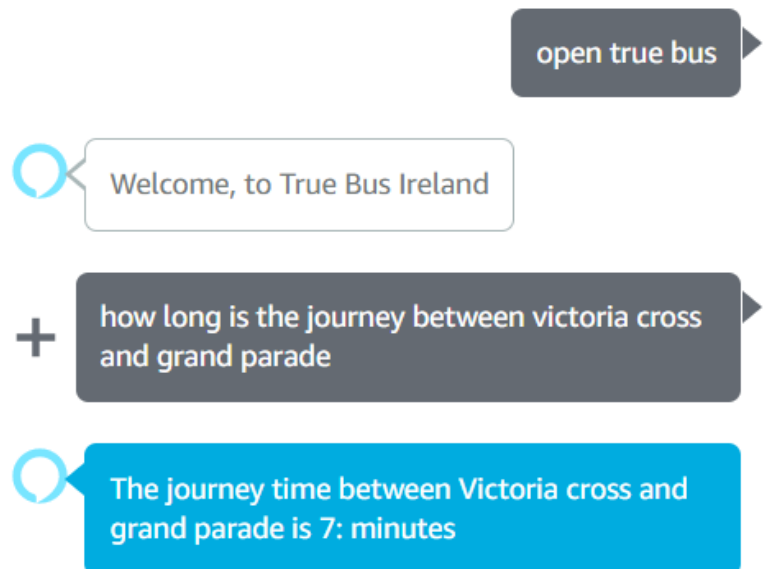 open true bus
Welcome, to True Bus Ireland
how long is the journey between victoria cross
and grand parade
The journey time between Victoria cross and
grand parade is 7: minutes